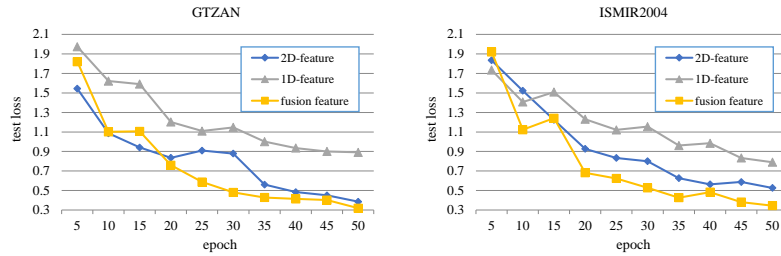 GTZAN
2.1
1.9
1.7
1.5
1.3
1.1
0.9
0.7
0.5
0.3
test loss
2D-feature
1D-feature
fusion feature
5 10 15 20 25 30 35 40 45 50
epoch
ISMIR2004
2.1
1.9
1.7
1.5
1.3
1.1
0.9
0.7
0.5
0.3
test loss
2D-feature
1D-feature
fusion feature
5 10 15 20 25 30 35 40 45 50
epoch